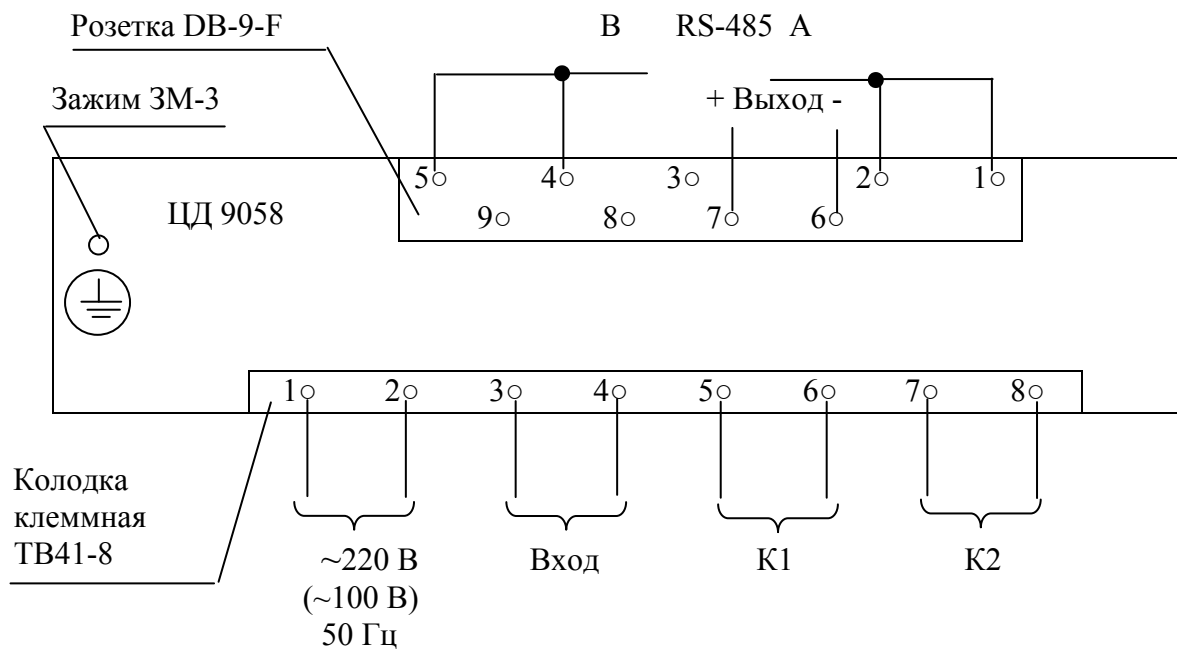 Розетка DB-9-F
B RS-485 A
Зажим ЗМ-3
+ Выход -
5 4 3 2 1
ЦД 9058
9 8 7 6
1 2 3 4 5 6 7 8
Колодка
клеммная
ТВ41-8
~220 В
(~100 В)
50 Гц
Вход
К1
К2